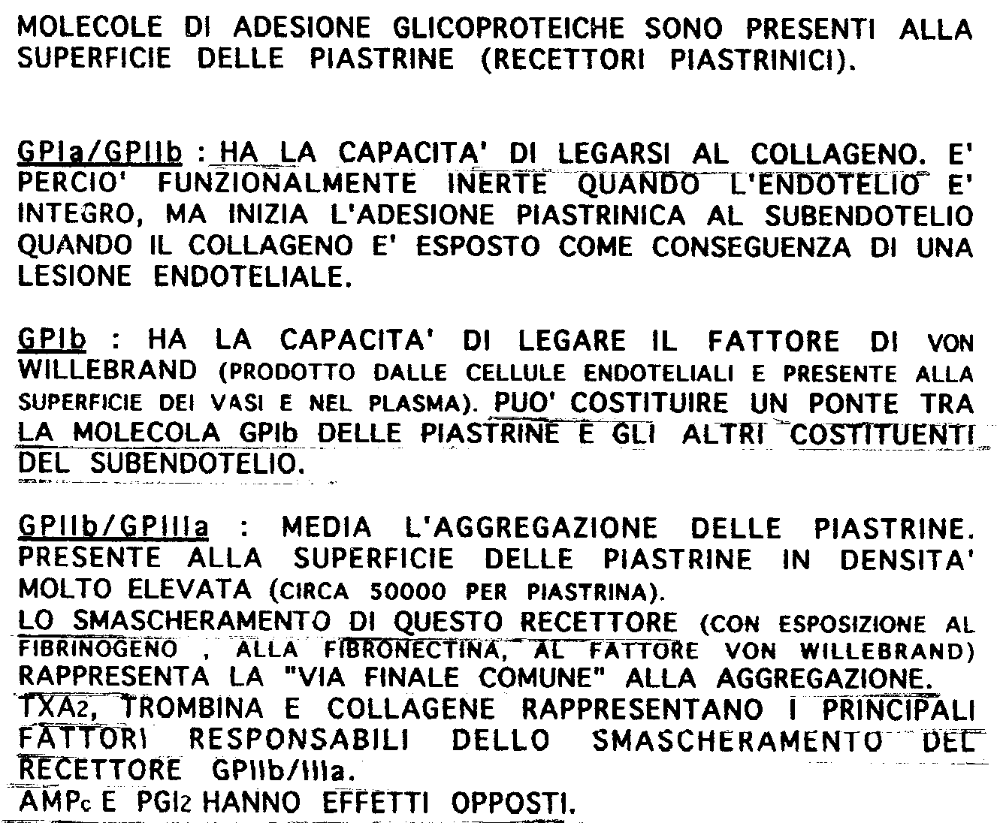 MOLECOLE DI ADESIONE GLICOPROTEICHE SONO PRESENTI ALLA
SUPERFICIE DELLE PIASTRINE (RECETTORI PIASTRINICI).
GPIa/GPIIb : HA LA CAPACITA' DI LEGARSI AL COLLAGENO. E'
PERCIO' FUNZIONALMENTE INERTE QUANDO L'ENDOTELIO E'
INTEGRO, MA INIZIA L'ADESIONE PIASTRINICA AL SUBENDOTELIO
QUANDO IL COLLAGENO E' ESPOSTO COME CONSEGUENZA DI UNA
LESIONE ENDOTELIALE.
GPIb : HA LA CAPACITA' DI LEGARE IL FATTORE DI VON
WILLEBRAND (PRODOTTO DALLE CELLULE ENDOTELIALI E PRESENTE ALLA
SUPERFICIE DEI VASI E NEL PLASMA). PUO' COSTITUIRE UN PONTE TRA
LA MOLECOLA GPIb DELLE PIASTRINE E GLI ALTRI COSTITUENTI
DEL SUBENDOTELIO.
GPIIb/GPIIIa : MEDIA L'AGGREGAZIONE DELLE PIASTRINE.
PRESENTE ALLA SUPERFICIE DELLE PIASTRINE IN DENSITA'
MOLTO ELEVATA (CIRCA 50000 PER PIASTRINA).
LO SMASCHERAMENTO DI QUESTO RECETTORE (CON ESPOSIZIONE AL
FIBRINOGENO , ALLA FIBRONECTINA, AL FATTORE VON WILLEBRAND)
RAPPRESENTA LA "VIA FINALE COMUNE" ALLA AGGREGAZIONE.
TXA2, TROMBINA E COLLAGENE RAPPRESENTANO I PRINCIPALI
FATTORI RESPONSABILI DELLO SMASCHERAMENTO DEL
RECETTORE GPIIb/IIIa.
AMPc E PGI2 HANNO EFFETTI OPPOSTI.